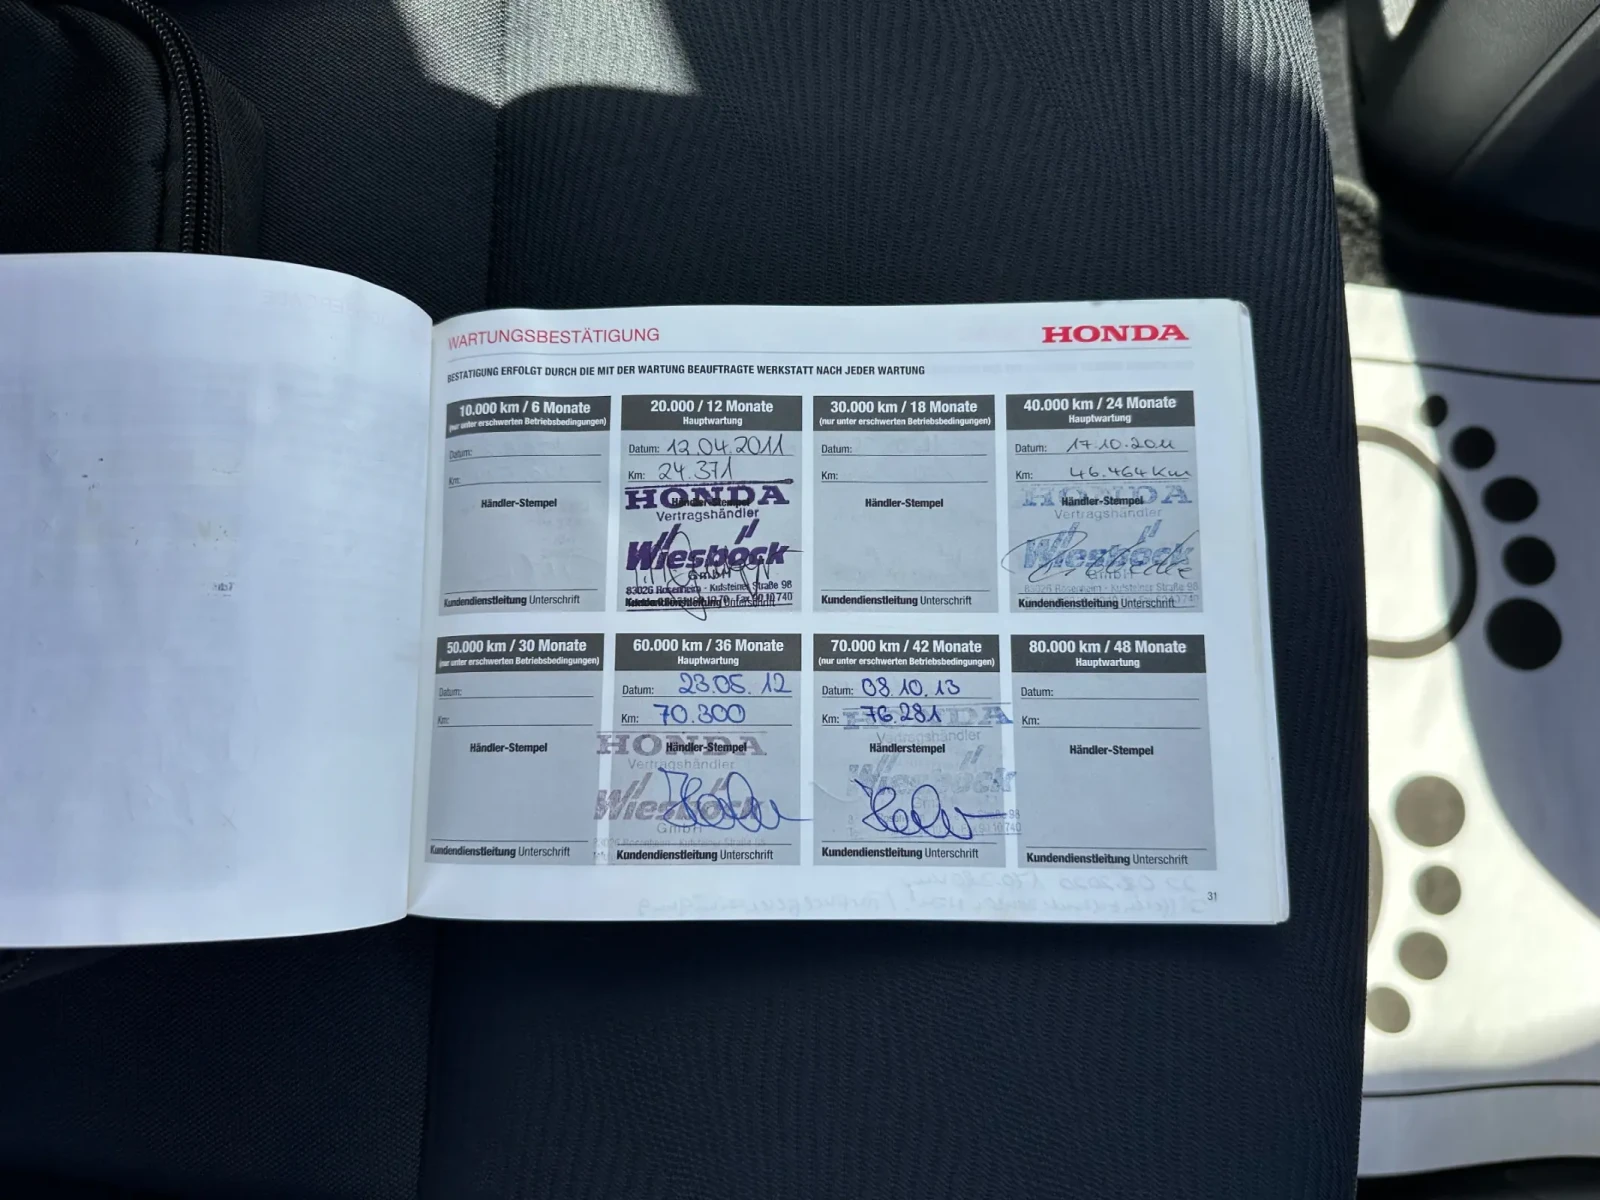 WARTUNGSBESTÄTIGUNG
HONDA
BESTÄTIGUNG ERFOLGT DURCH DIE MIT DER WARTUNG BEAUFTRAGTE WERKSTATT NACH JEDER WARTUNG
10.000 km / 6 Monate
(nur unter erschwerten Betriebsbedingungen)
Datum:
Km:
Händler-Stempel
Kundendienstleitung Unterschrift
20.000 / 12 Monate
Hauptwartung
Datum: 12.04.2011
Km: 24.371
HONDA
Händler-Stempel
Vertragshändler
Wiesböck
GmbH
83026 Rosenheim - Kufsteiner Straße 98
Kundendienstleitung Unterschrift
30.000 / 18 Monate
(nur unter erschwerten Betriebsbedingungen)
Datum:
Km:
Händler-Stempel
Kundendienstleitung Unterschrift
40.000 / 24 Monate
Hauptwartung
Datum: 17.10.2011
Km: 46.464 Km
HONDA
Händler-Stempel
Vertragshändler
Wiesböck
GmbH
83026 Rosenheim - Kufsteiner Straße 98
Kundendienstleitung Unterschrift
50.000 km / 30 Monate
(nur unter erschwerten Betriebsbedingungen)
Datum:
Km:
Händler-Stempel
Kundendienstleitung Unterschrift
60.000 km / 36 Monate
Hauptwartung
Datum: 23.05.12
Km: 70.300
HONDA
Händler-Stempel
Vertragshändler
Wiesböck
GmbH
Kundendienstleitung Unterschrift
70.000 km / 42 Monate
(nur unter erschwerten Betriebsbedingungen)
Datum: 08.10.13
Km: 76.281
HONDA
Vertragshändler
Händlerstempel
Wiesböck
Kundendienstleitung Unterschrift
80.000 km / 48 Monate
Hauptwartung
Datum:
Km:
Händler-Stempel
Kundendienstleitung Unterschrift
31